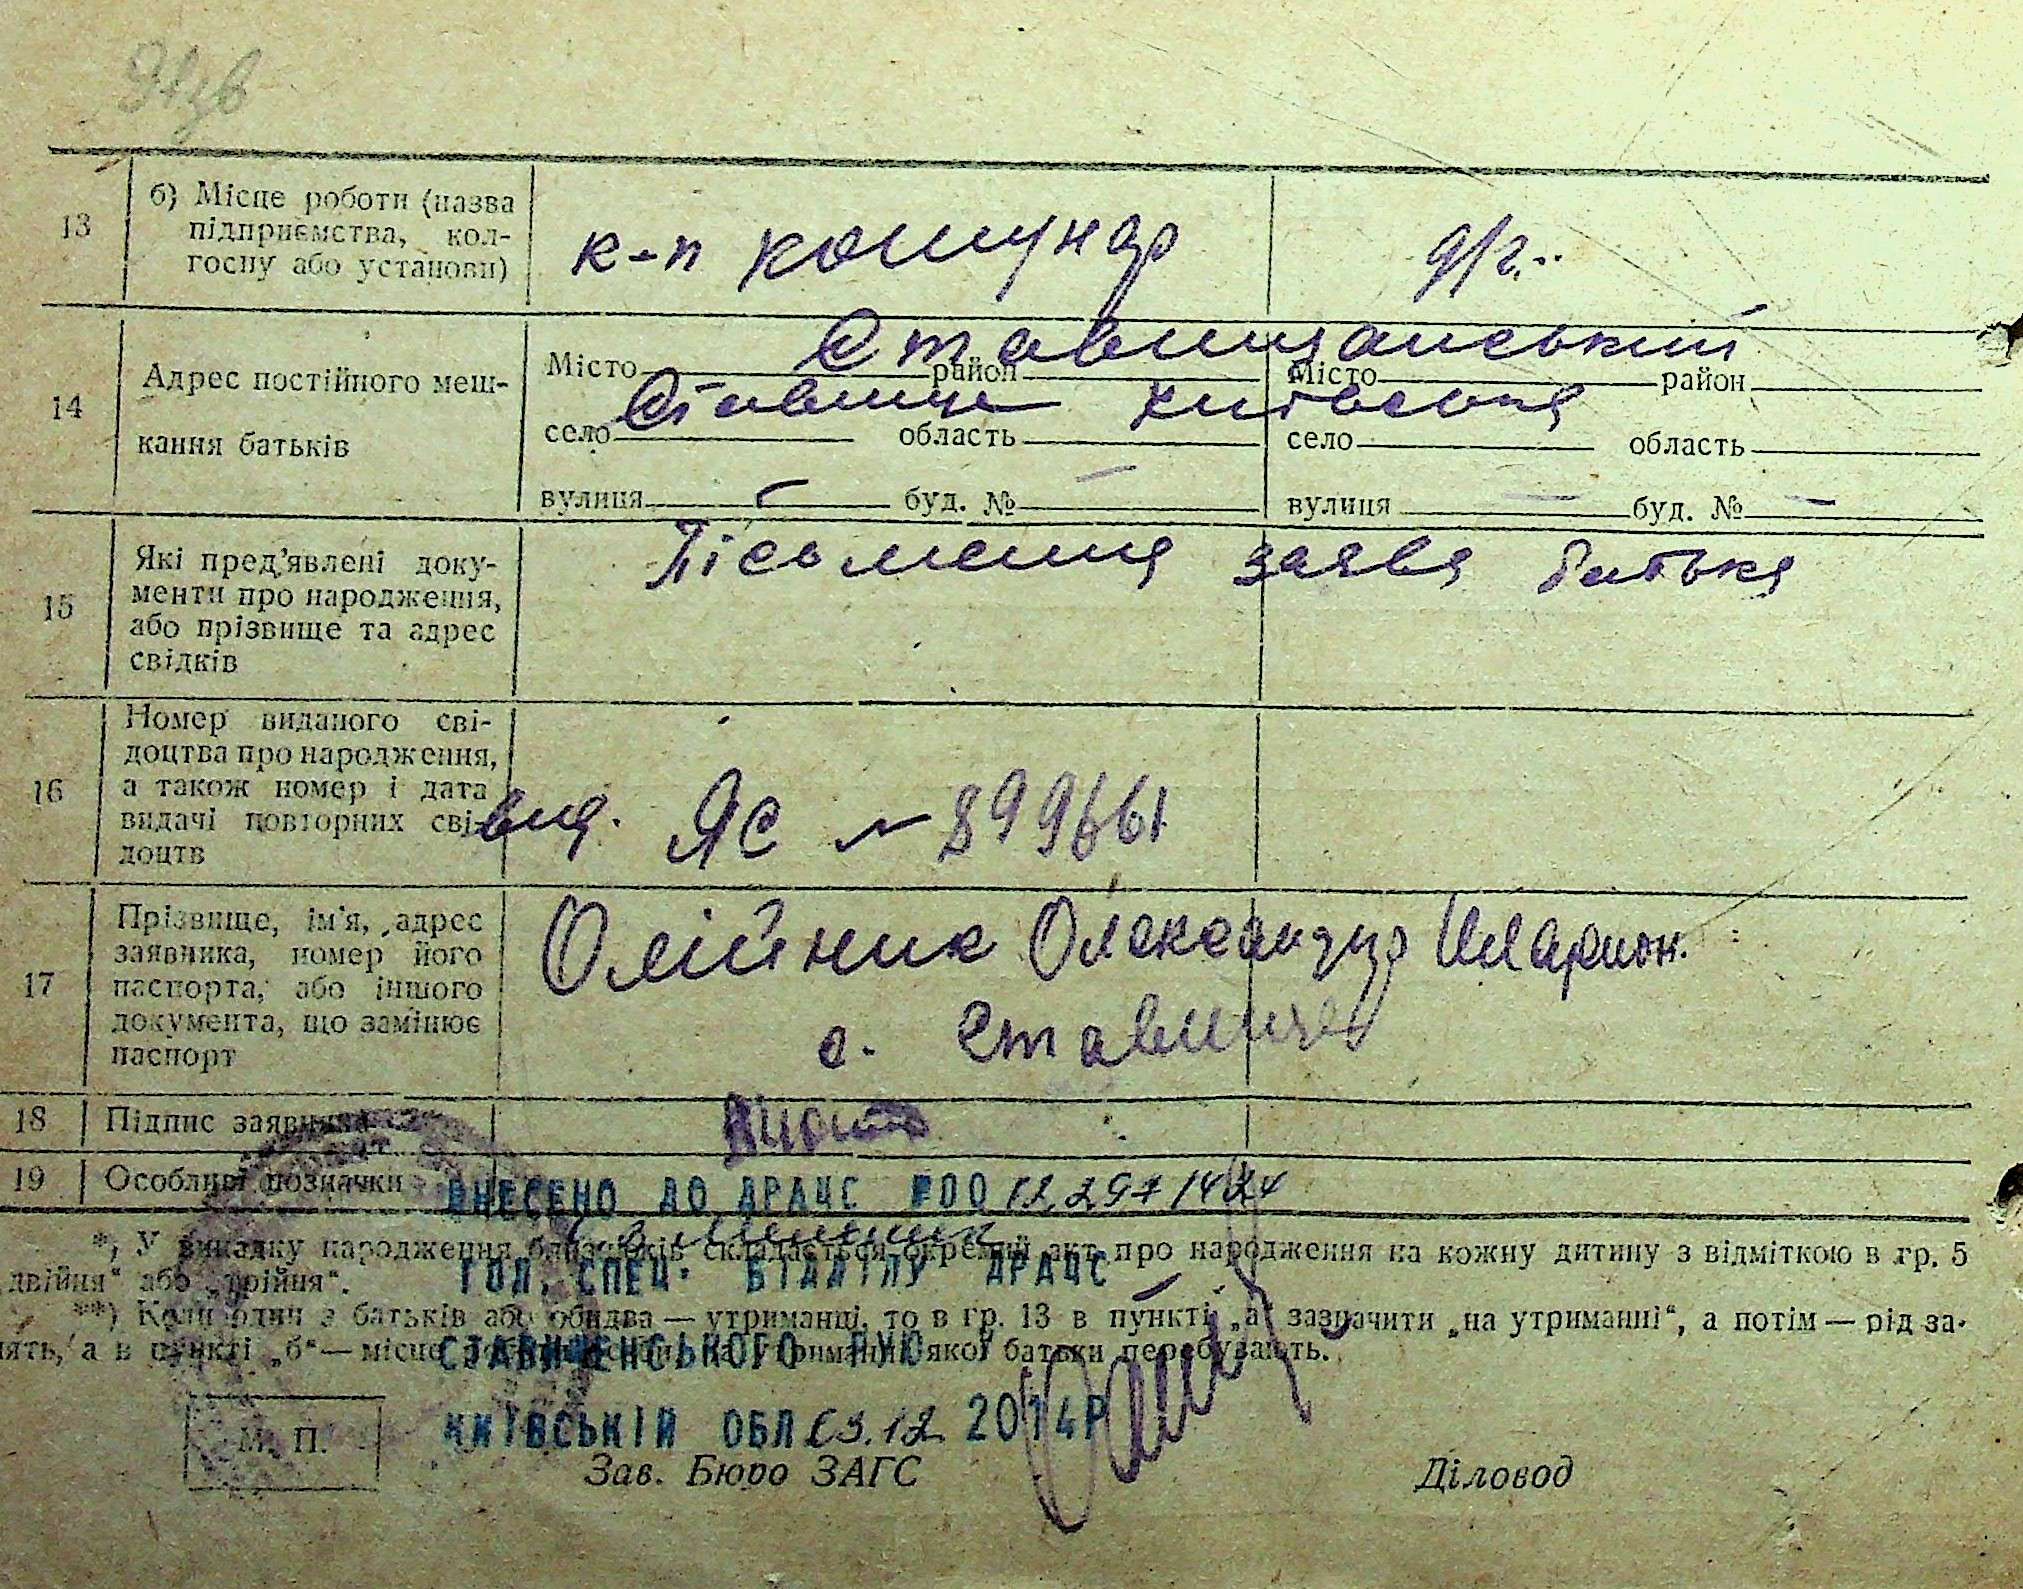 13
б) Місце роботи (назва
підприємства, кол-
госпу або установи)
к-п комунар
д/г.
14
Адрес постійного меш-
кання батьків
Ставищанський
Місто район Місто район
Ставище Київська
село область село область
вулиця – буд. № – вулиця – буд. № –
15
Які пред’явлені доку-
менти про народження,
або прізвище та адрес
свідків
Пісьменна заява батька
16
Номер виданого сві-
доцтва про народження,
а також номер і дата
видачі повторних сві-
доцтв
вид. ЯС № 899661
17
Прізвище, ім’я, адрес
заявника, номер його
паспорта, або іншого
документа, що замінює
паспорт
Олійник Олександр Иларион.
с. Ставище
18 Підпис заявника
19 Особливі позначки
ВНЕСЕНО ДО ДРАЦС №00
*) У випадку народження близнюків складається окремий акт про народження на кожну дитину з відміткою в гр. 5
„двійня“ або „трійня“.
ГОЛ. СПЕЦ. ВІДДІЛУ ДРАЦС
**) Коли один з батьків або обидва — утриманці, то в гр. 13 в пункті „а“ зазначити „на утриманні“, а потім — рід за-
нять, а в пункті „б“ — місце утриманні якої батьки перебувають.
СТАВИЩЕНСЬКОГО РУЮ У
КИЇВСЬКІЙ ОБЛ 03.12 2014Р
М. П.
Зав. Бюро ЗАГС Діловод